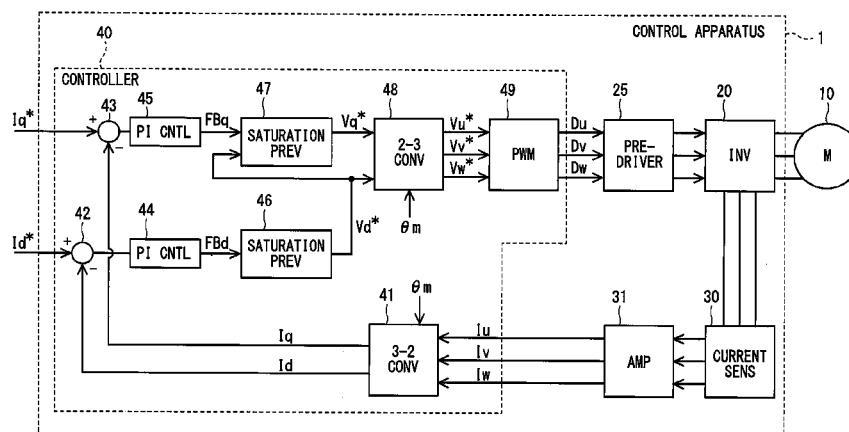 40
CONTROL APPARATUS
1
CONTROLLER
Iq*
+
43
−
45
PI CNTL
FBq
47
SATURATION
PREV
Vq*
48
2-3
CONV
θm
Vu*
Vv*
Vw*
49
PWM
Du
Dv
Dw
25
PRE-
DRIVER
20
INV
10
M
Id*
+
42
−
44
PI CNTL
FBd
46
SATURATION
PREV
Vd*
θm
41
3-2
CONV
Iq
Id
Iu
Iv
Iw
31
AMP
30
CURRENT
SENS